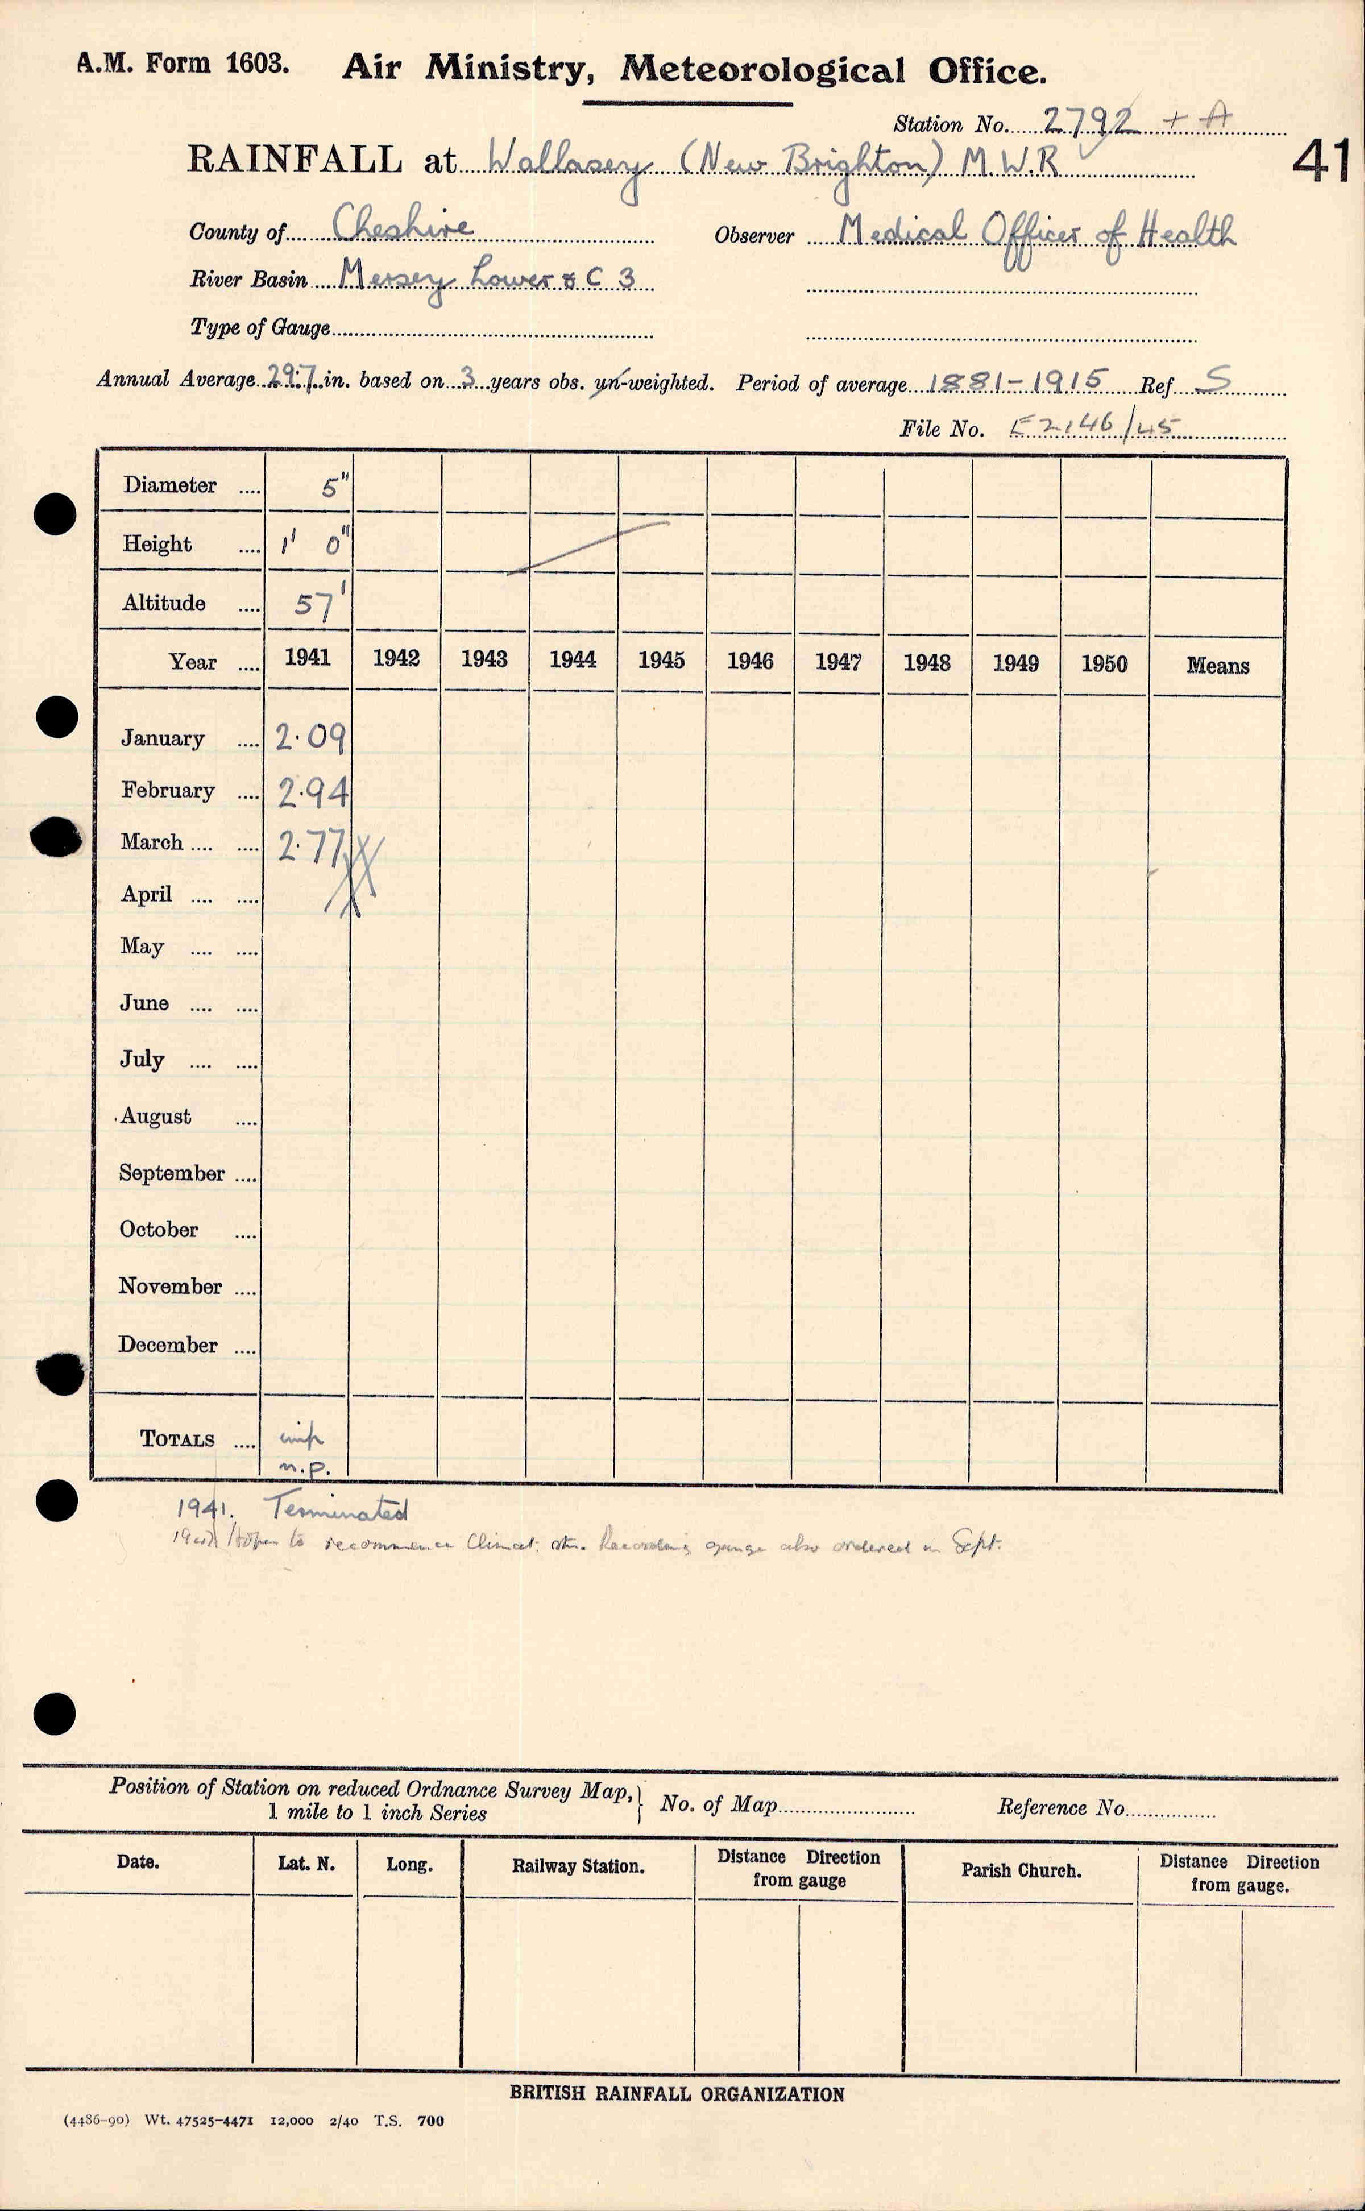 A.M. Form 1603. Air Ministry, Meteorological Office.
Station No. 2792 + A
41
RAINFALL at Wallasey (New Brighton) M.W.R
County of Cheshire Observer Medical Officer of Health
River Basin Mersey Lower & C 3
Type of Gauge
Annual Average 29.7 in. based on 3 years obs. un-weighted. Period of average 1881-1915 Ref S
File No. E2146/45
Diameter .... 5"
Height .... 1' 0"
Altitude .... 57'
Year .... 1941 1942 1943 1944 1945 1946 1947 1948 1949 1950 Means
January .... 2.09
February .... 2.94
March .... .... 2.77
April .... ....
May .... ....
June .... ....
July .... ....
August ....
September ....
October ....
November ....
December ....
TOTALS .... imp
n.p.
1941. Terminated
to recommence Climat. stn. Recording gauge also ordered in Sept.
Position of Station on reduced Ordnance Survey Map, } No. of Map Reference No.
1 mile to 1 inch Series
Date. Lat. N. Long. Railway Station. Distance Direction from gauge Parish Church. Distance Direction from gauge.
BRITISH RAINFALL ORGANIZATION
(4486-90) Wt. 47525-4471 12,000 2/40 T.S. 700